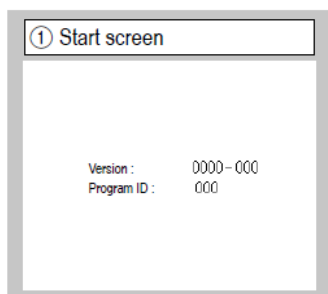 ① Start screen
Version : 0000-000
Program ID : 000